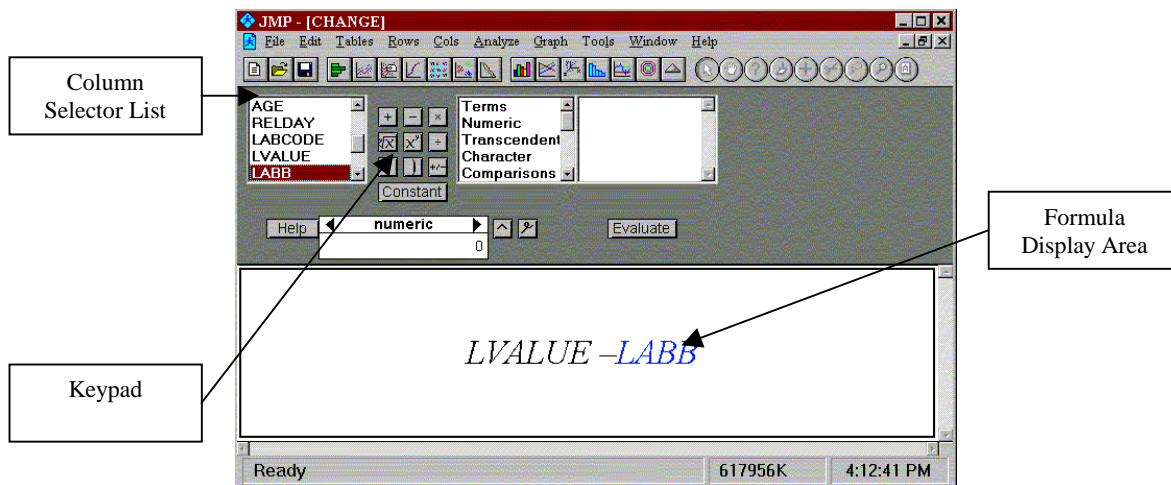 JMP - [CHANGE]
File Edit Tables Rows Cols Analyze Graph Tools Window Help
Column
Selector List
AGE
RELDAY
LABCODE
LVALUE
LABB
+ − ×
√x xʸ ÷
) +/−
Constant
Terms
Numeric
Transcendent
Character
Comparisons
Help
numeric
0
Evaluate
Formula
Display Area
LVALUE –LABB
Keypad
Ready 617956K 4:12:41 PM